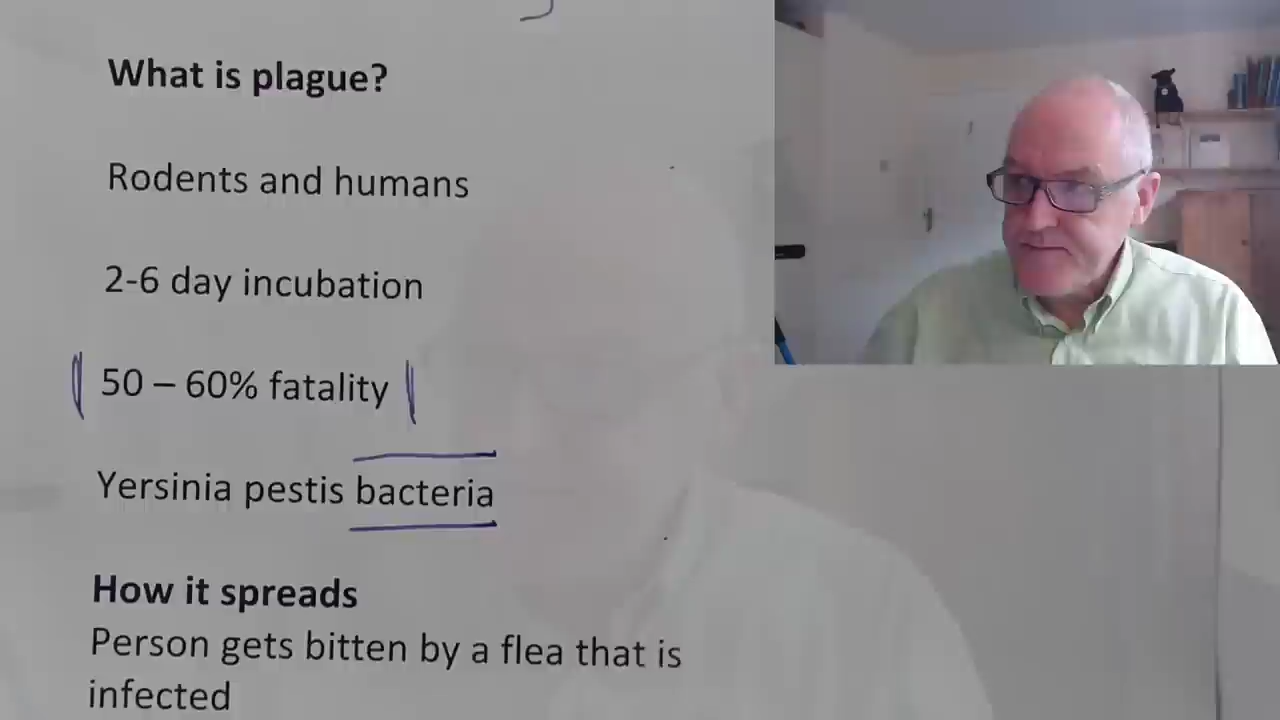 What is plague?
Rodents and humans
2-6 day incubation
50 – 60% fatality
Yersinia pestis bacteria
How it spreads
Person gets bitten by a flea that is
infected